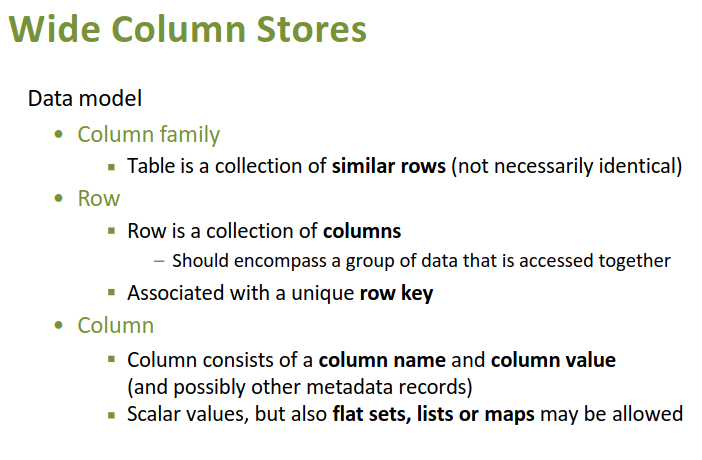 Wide Column Stores
Data model
• Column family
▪ Table is a collection of similar rows (not necessarily identical)
• Row
▪ Row is a collection of columns
– Should encompass a group of data that is accessed together
▪ Associated with a unique row key
• Column
▪ Column consists of a column name and column value
(and possibly other metadata records)
▪ Scalar values, but also flat sets, lists or maps may be allowed